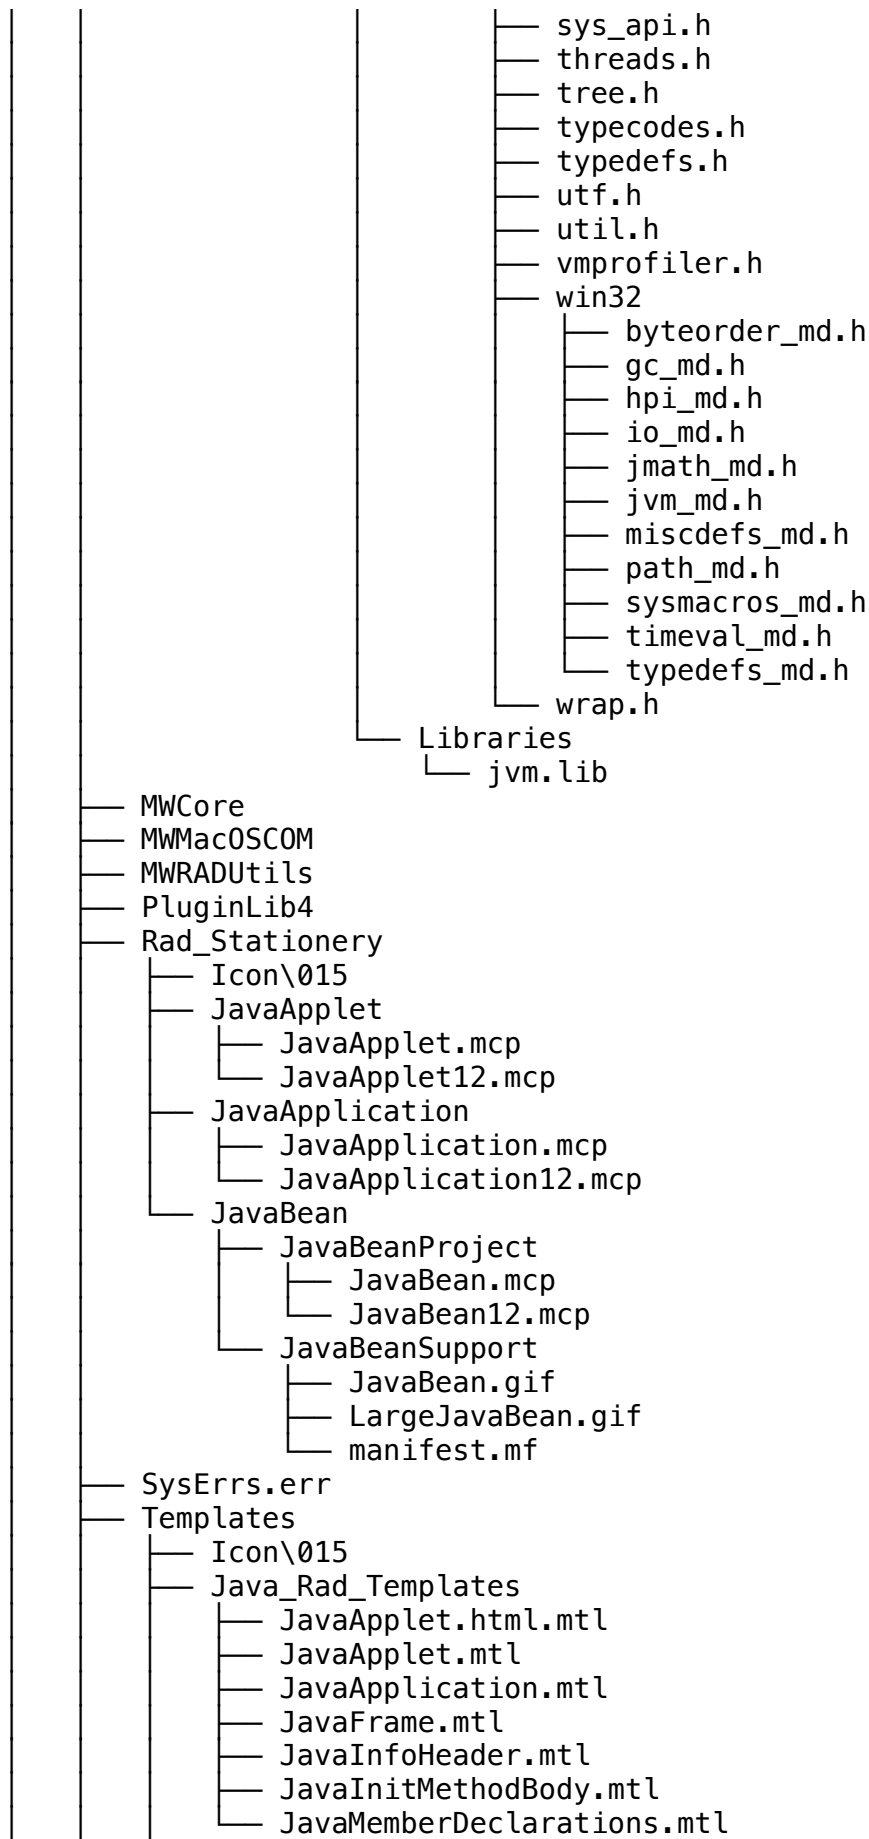 │   │               │       ├── sys_api.h
│   │               │       ├── threads.h
│   │               │       ├── tree.h
│   │               │       ├── typecodes.h
│   │               │       ├── typedefs.h
│   │               │       ├── utf.h
│   │               │       ├── util.h
│   │               │       ├── vmprofiler.h
│   │               │       ├── win32
│   │               │       │   ├── byteorder_md.h
│   │               │       │   ├── gc_md.h
│   │               │       │   ├── hpi_md.h
│   │               │       │   ├── io_md.h
│   │               │       │   ├── jmath_md.h
│   │               │       │   ├── jvm_md.h
│   │               │       │   ├── miscdefs_md.h
│   │               │       │   ├── path_md.h
│   │               │       │   ├── sysmacros_md.h
│   │               │       │   ├── timeval_md.h
│   │               │       │   └── typedefs_md.h
│   │               │       └── wrap.h
│   │               └── Libraries
│   │                   └── jvm.lib
│   ├── MWCore
│   ├── MWMacOSCOM
│   ├── MWRADUtils
│   ├── PluginLib4
│   ├── Rad_Stationery
│   │   ├── Icon\015
│   │   ├── JavaApplet
│   │   │   ├── JavaApplet.mcp
│   │   │   └── JavaApplet12.mcp
│   │   ├── JavaApplication
│   │   │   ├── JavaApplication.mcp
│   │   │   └── JavaApplication12.mcp
│   │   └── JavaBean
│   │       ├── JavaBeanProject
│   │       │   ├── JavaBean.mcp
│   │       │   └── JavaBean12.mcp
│   │       └── JavaBeanSupport
│   │           ├── JavaBean.gif
│   │           ├── LargeJavaBean.gif
│   │           └── manifest.mf
│   ├── SysErrs.err
│   ├── Templates
│   │   ├── Icon\015
│   │   ├── Java_Rad_Templates
│   │   │   ├── JavaApplet.html.mtl
│   │   │   ├── JavaApplet.mtl
│   │   │   ├── JavaApplication.mtl
│   │   │   ├── JavaFrame.mtl
│   │   │   ├── JavaInfoHeader.mtl
│   │   │   ├── JavaInitMethodBody.mtl
│   │   │   └── JavaMemberDeclarations.mtl